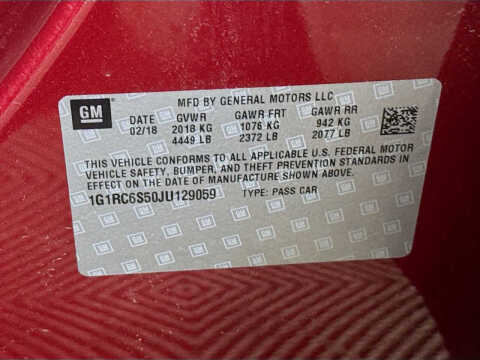 GM
MFD BY GENERAL MOTORS LLC
DATE GVWR GAWR FRT GAWR RR
02/18 2018 KG 1076 KG 942 KG
4449 LB 2372 LB 2077 LB
THIS VEHICLE CONFORMS TO ALL APPLICABLE U.S. FEDERAL MOTOR
VEHICLE SAFETY, BUMPER, AND THEFT PREVENTION STANDARDS IN
EFFECT ON THE DATE OF MANUFACTURE SHOWN ABOVE.
1G1RC6S50JU129059 TYPE: PASS CAR